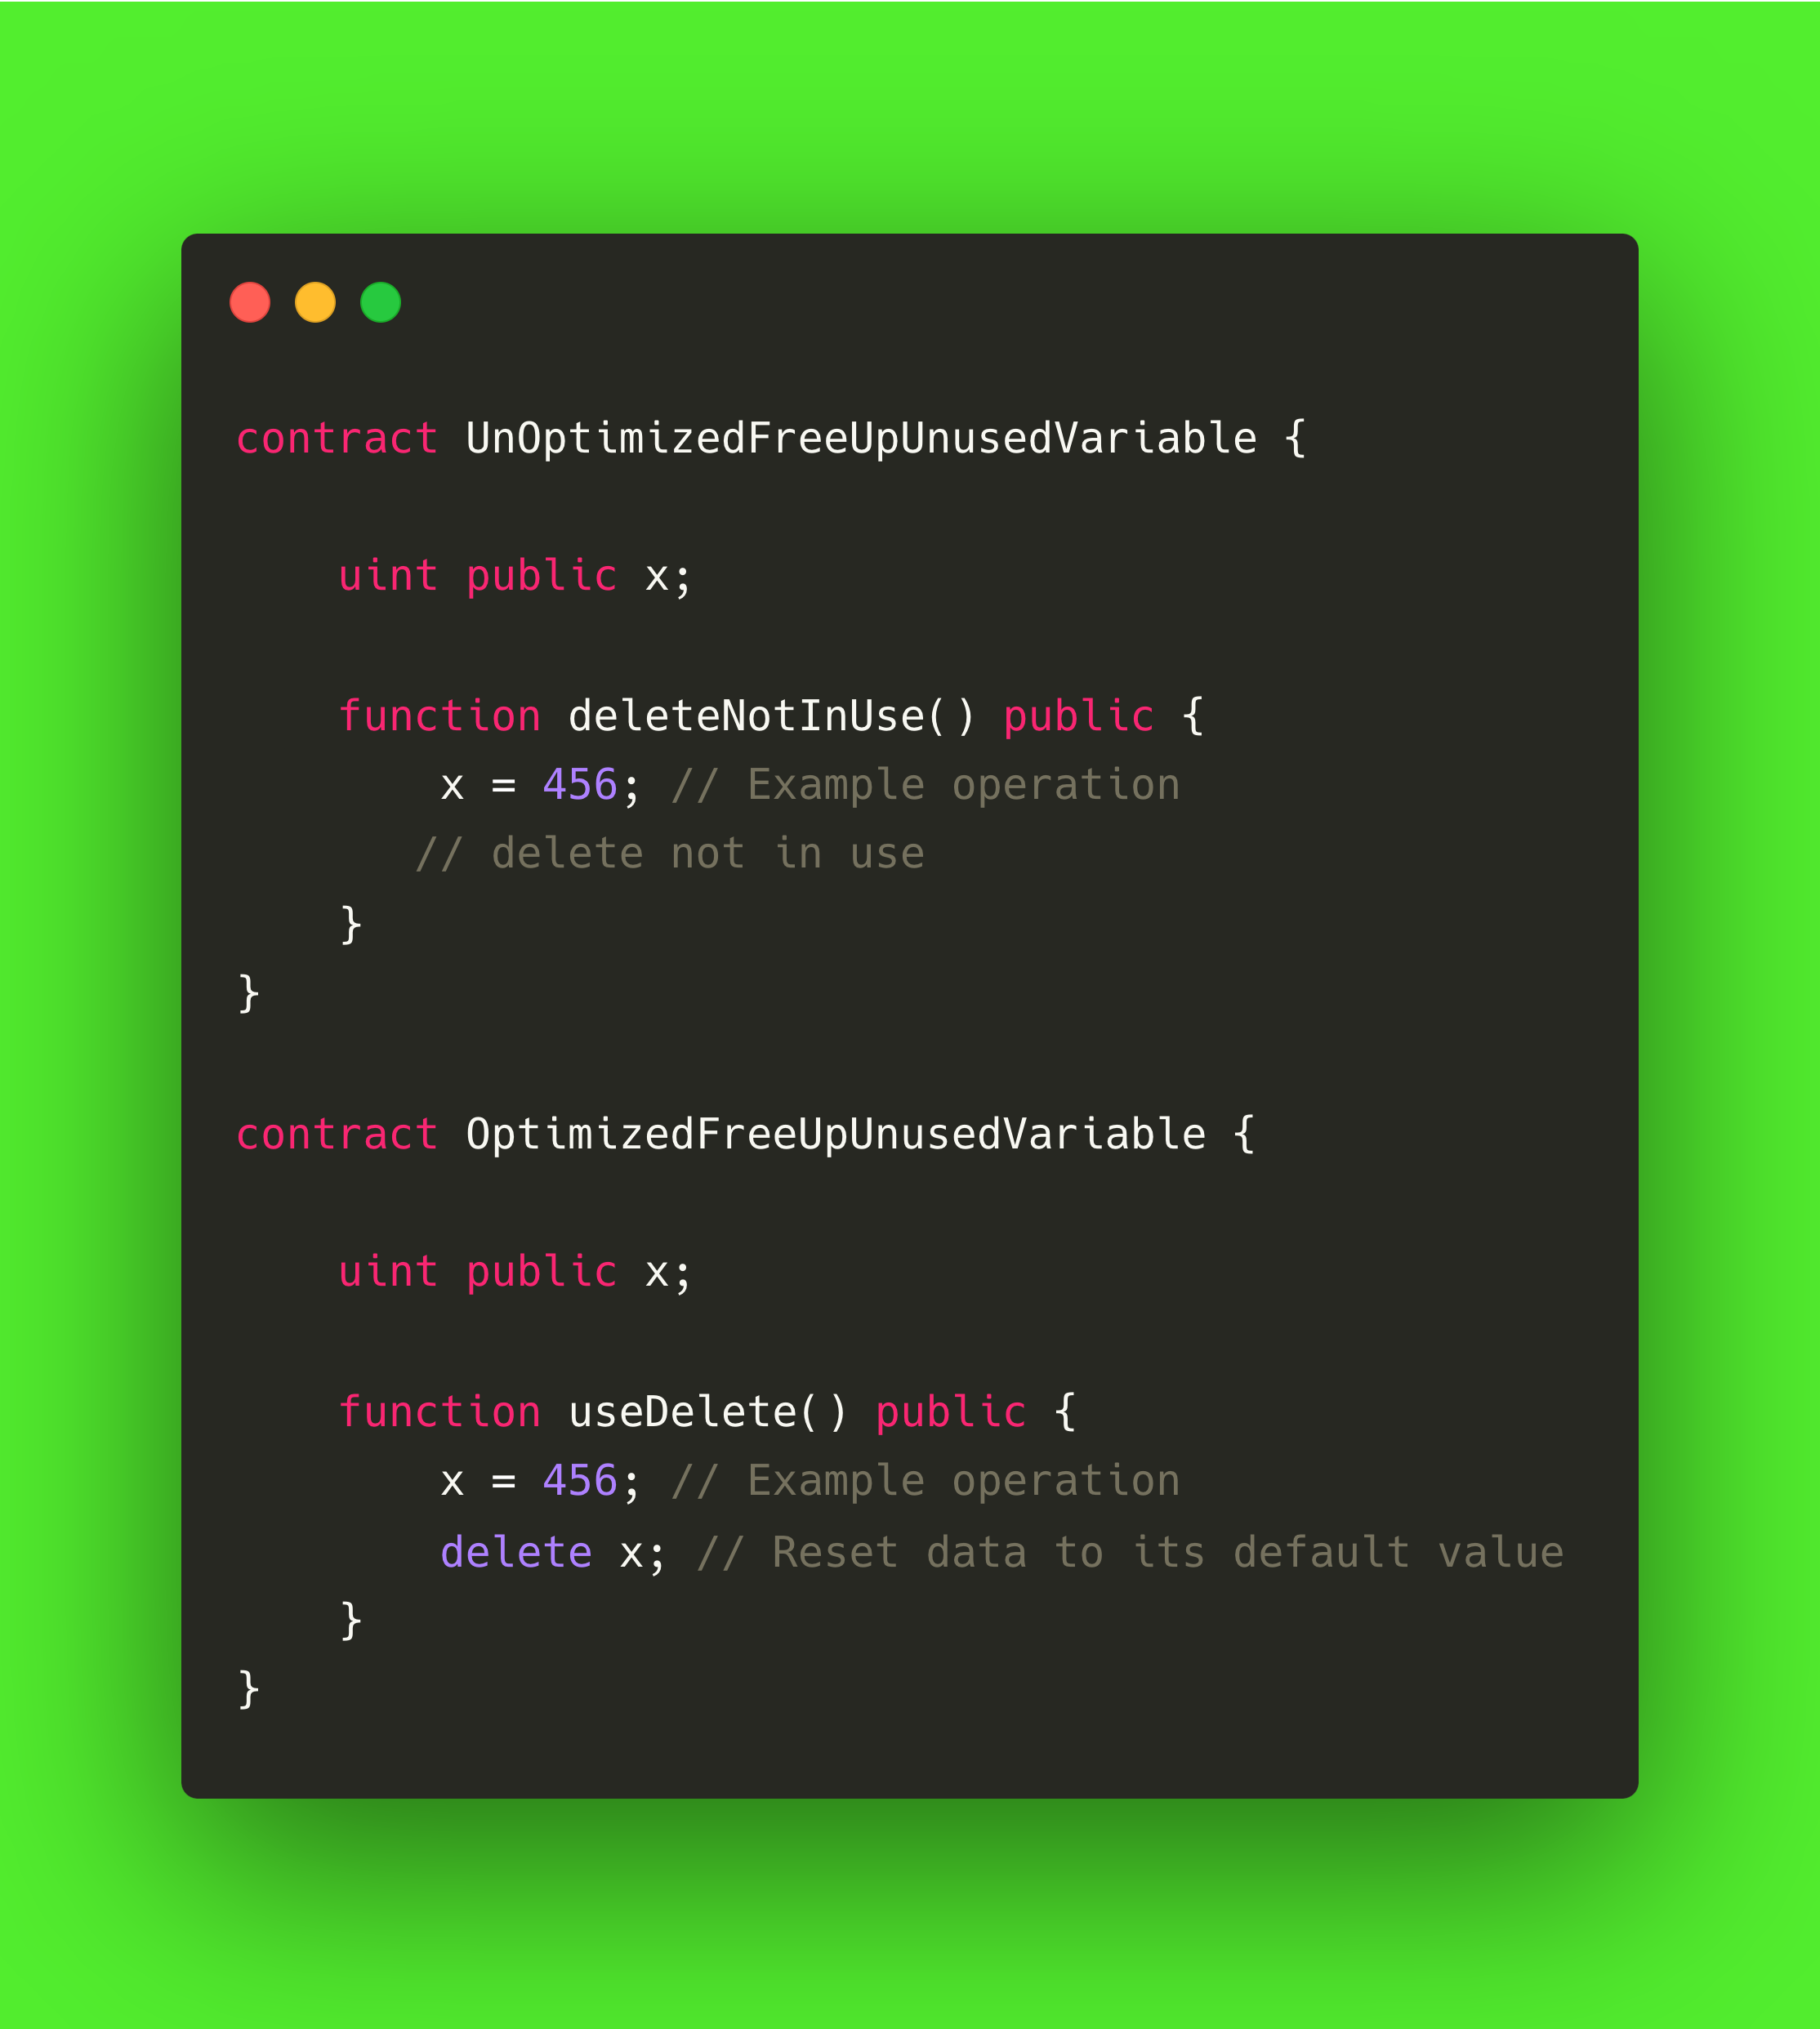 contract UnOptimizedFreeUpUnusedVariable {
uint public x;
function deleteNotInUse() public {
x = 456; // Example operation
// delete not in use
}
}
contract OptimizedFreeUpUnusedVariable {
uint public x;
function useDelete() public {
x = 456; // Example operation
delete x; // Reset data to its default value
}
}